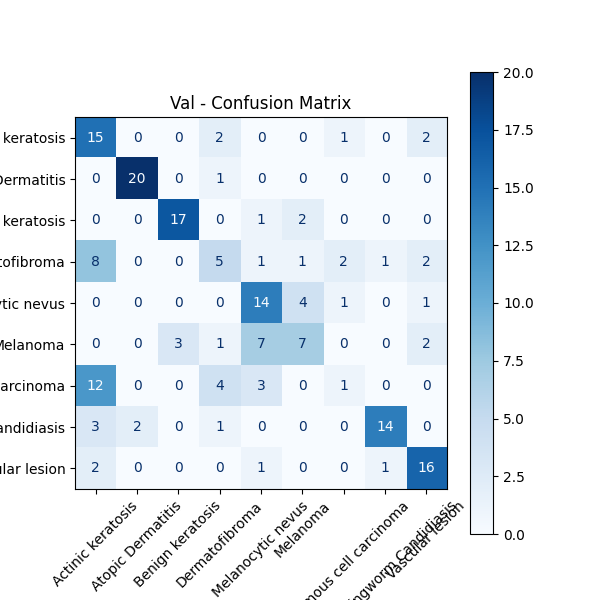 Val - Confusion Matrix
keratosis 15 0 0 2 0 0 1 0 2
Dermatitis 0 20 0 1 0 0 0 0 0
keratosis 0 0 17 0 1 2 0 0 0
tofibroma 8 0 0 5 1 1 2 1 2
ytic nevus 0 0 0 0 14 4 1 0 1
Melanoma 0 0 3 1 7 7 0 0 2
arcinoma 12 0 0 4 3 0 1 0 0
andidiasis 3 2 0 1 0 0 0 14 0
ular lesion 2 0 0 0 1 0 0 1 16
Actinic keratosis
Atopic Dermatitis
Benign keratosis
Dermatofibroma
Melanocytic nevus
Melanoma
mous cell carcinoma
ngworm Candidiasis
Vascular lesion
20.0
17.5
15.0
12.5
10.0
7.5
5.0
2.5
0.0